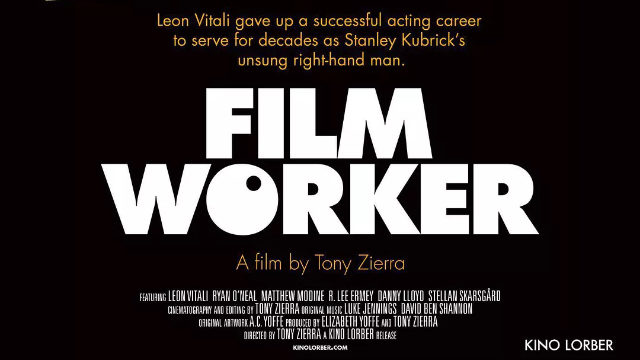 Leon Vitali gave up a successful acting career
to serve for decades as Stanley Kubrick's
unsung right-hand man.
FILM
WORKER
A film by Tony Zierra
FEATURING LEON VITALI RYAN O'NEAL MATTHEW MODINE R. LEE ERMEY DANNY LLOYD STELLAN SKARSGÅRD
CINEMATOGRAPHY AND EDITING BY TONY ZIERRA ORIGINAL MUSIC LUKE JENNINGS DAVID BEN SHANNON
ORIGINAL ARTWORK A.C. YOFFE PRODUCED BY ELIZABETH YOFFE AND TONY ZIERRA
DIRECTED BY TONY ZIERRA A KINO LORBER RELEASE
KINOLORBER.COM
KINO LORBER